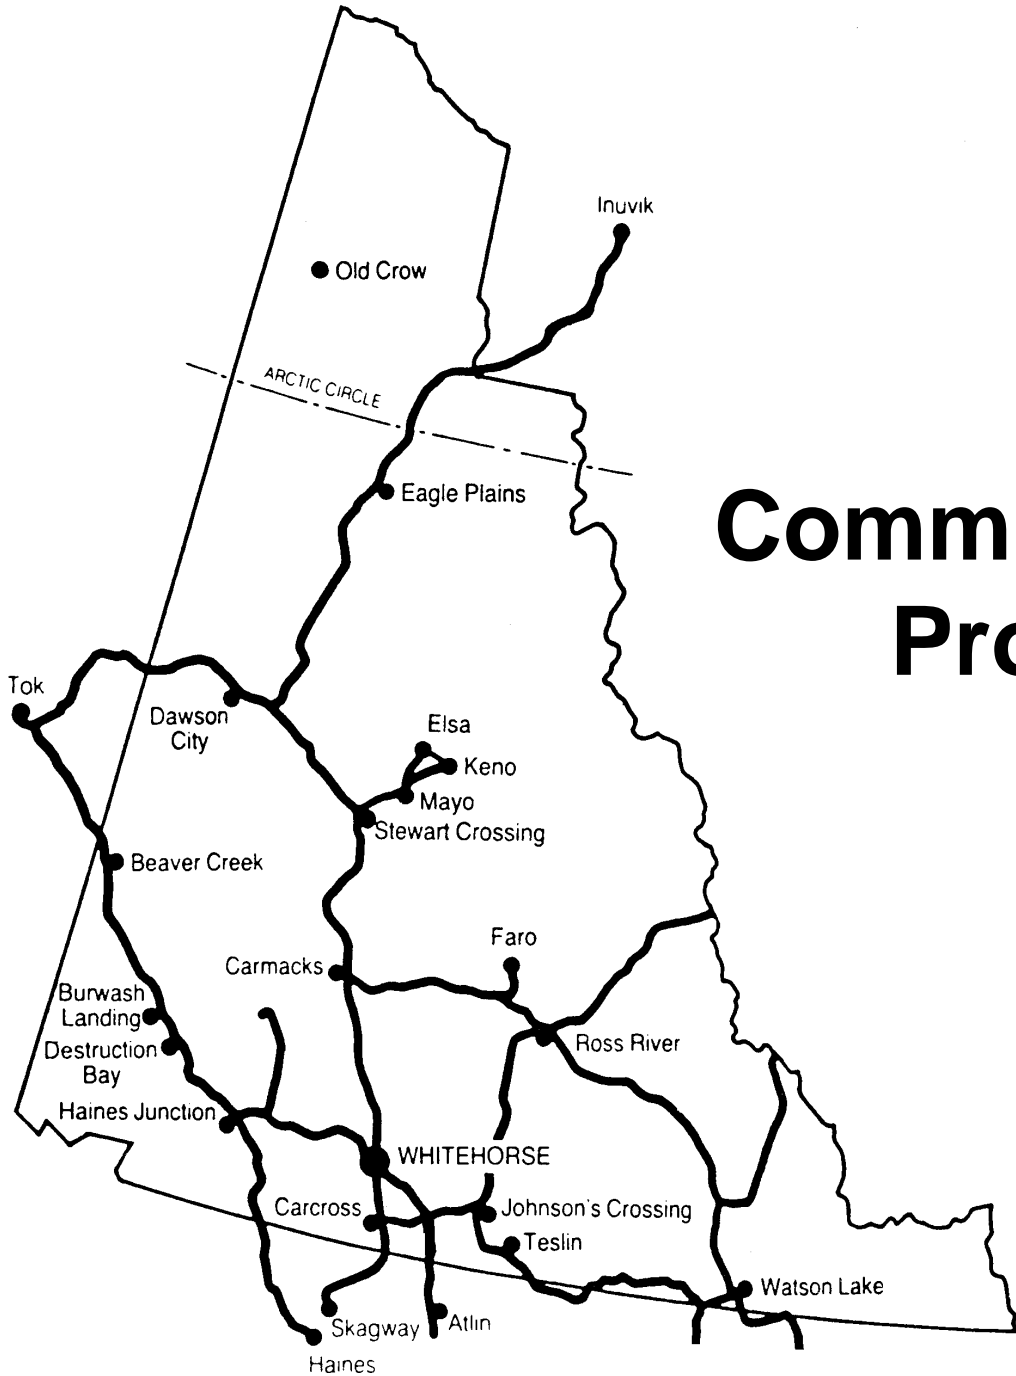 Inuvik
Old Crow
ARCTIC CIRCLE
Eagle Plains
Comm
Pro
Tok
Dawson
City
Elsa
Keno
Mayo
Stewart Crossing
Beaver Creek
Faro
Carmacks
Burwash
Landing
Ross River
Destruction
Bay
Haines Junction
WHITEHORSE
Carcross
Johnson's Crossing
Teslin
Watson Lake
Skagway
Atlin
Haines